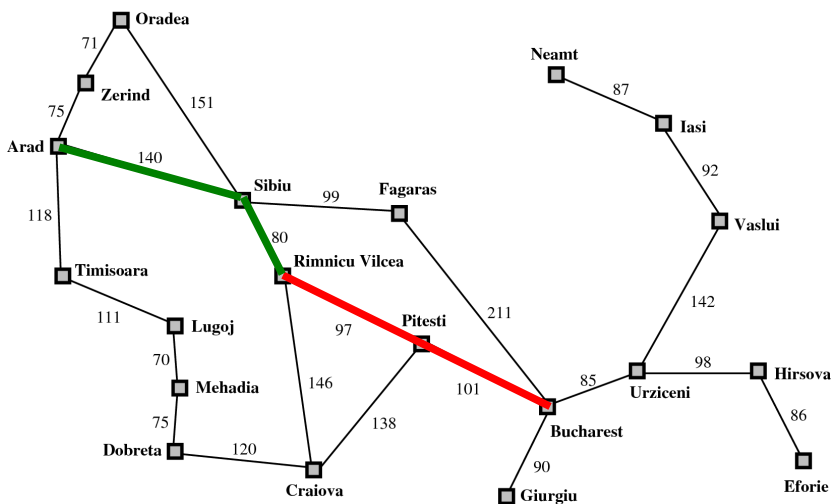 Oradea
71
Neamt
87
Zerind
151
75
Iasi
Arad
140
92
Sibiu
99
Fagaras
118
80
Vaslui
Timisoara
Rimnicu Vilcea
142
111
211
Lugoj
97
Pitesti
70
98
146
101
85
Hirsova
Mehadia
Urziceni
75
138
86
Bucharest
Dobreta
120
90
Craiova
Eforie
Giurgiu